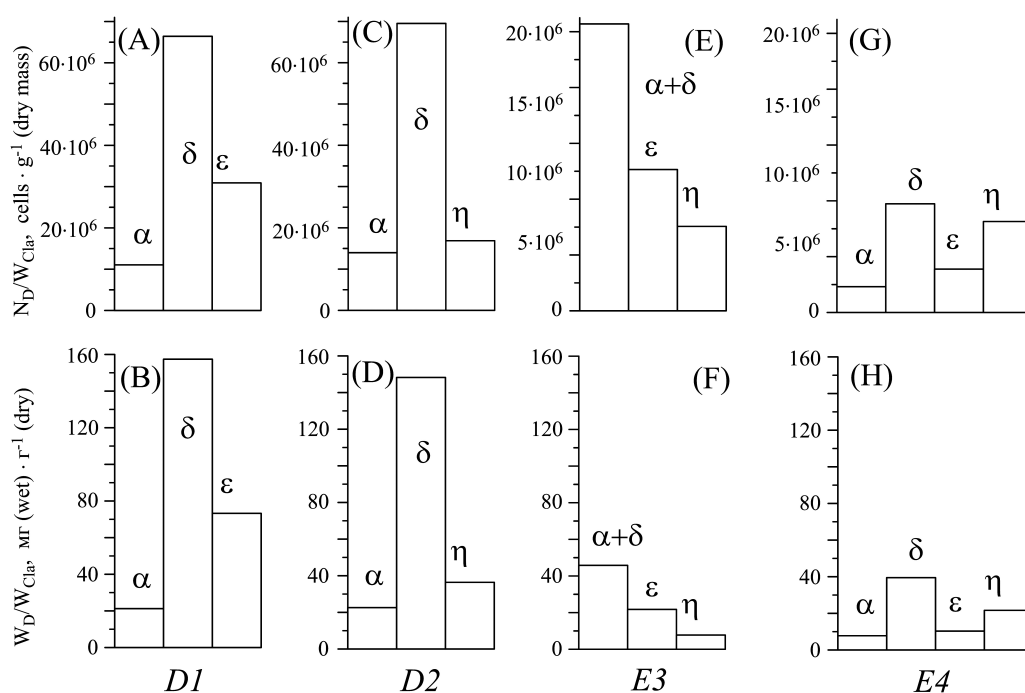 N_D/W_Cla, cells · g⁻¹ (dry mass)
(A)
60·10⁶
40·10⁶
20·10⁶
0
α
δ
ε
(C)
60·10⁶
40·10⁶
20·10⁶
0
α
δ
η
(E)
20·10⁶
15·10⁶
10·10⁶
5·10⁶
0
α+δ
ε
η
(G)
20·10⁶
15·10⁶
10·10⁶
5·10⁶
0
α
δ
ε
η
W_D/W_Cla, мг (wet) · г⁻¹ (dry)
(B)
160
120
80
40
0
α
δ
ε
D1
(D)
160
120
80
40
0
α
δ
η
D2
(F)
160
120
80
40
0
α+δ
ε
η
E3
(H)
160
120
80
40
0
α
δ
ε
η
E4